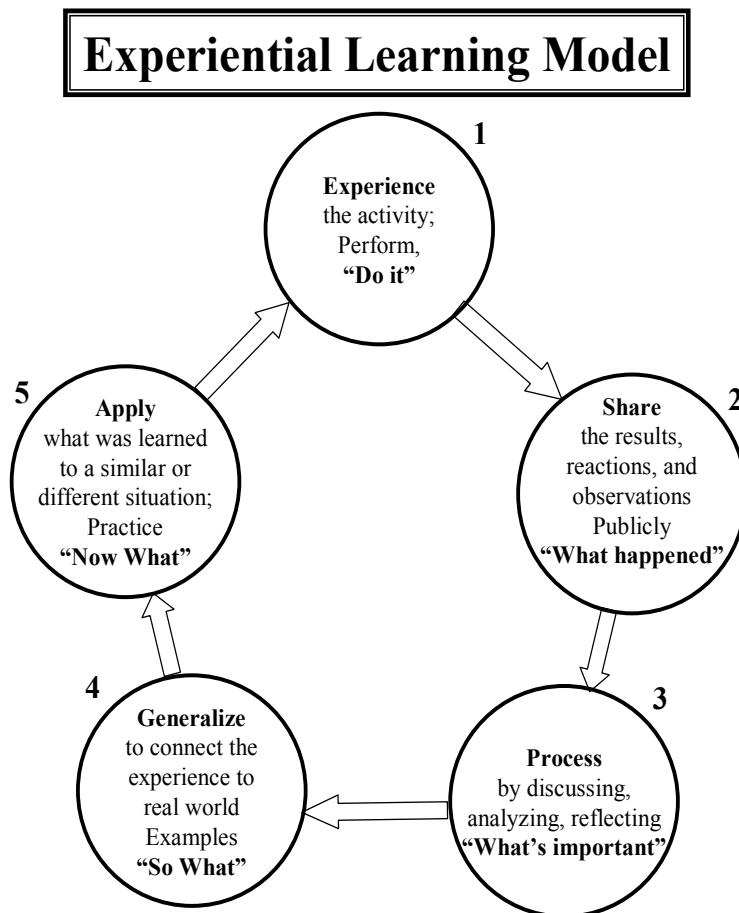 Experiential Learning Model
1
Experience
the activity;
Perform,
“Do it”
2
Share
the results,
reactions, and
observations
Publicly
“What happened”
3
Process
by discussing,
analyzing, reflecting
“What’s important”
4
Generalize
to connect the
experience to
real world
Examples
“So What”
5
Apply
what was learned
to a similar or
different situation;
Practice
“Now What”